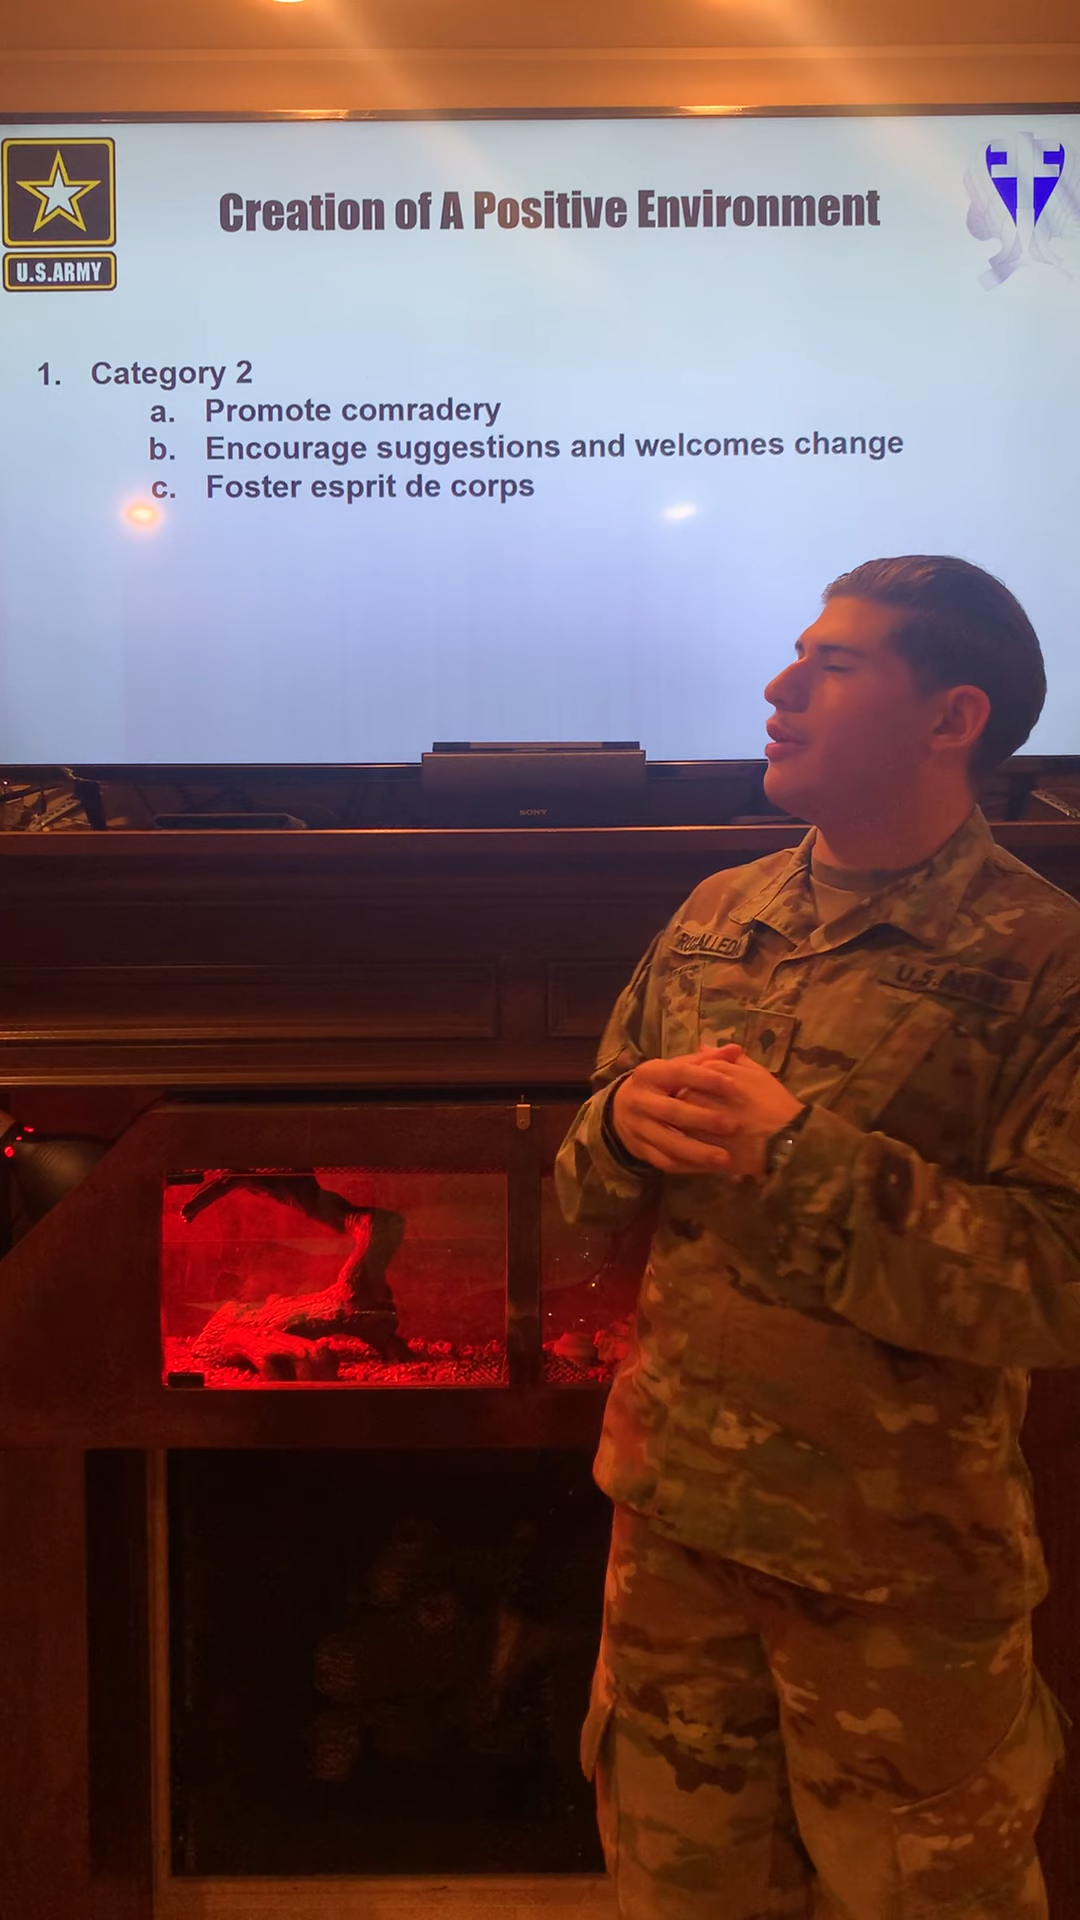 Creation of A Positive Environment
U.S.ARMY
1. Category 2
a. Promote comradery
b. Encourage suggestions and welcomes change
c. Foster esprit de corps
SONY
U.S. ARMY